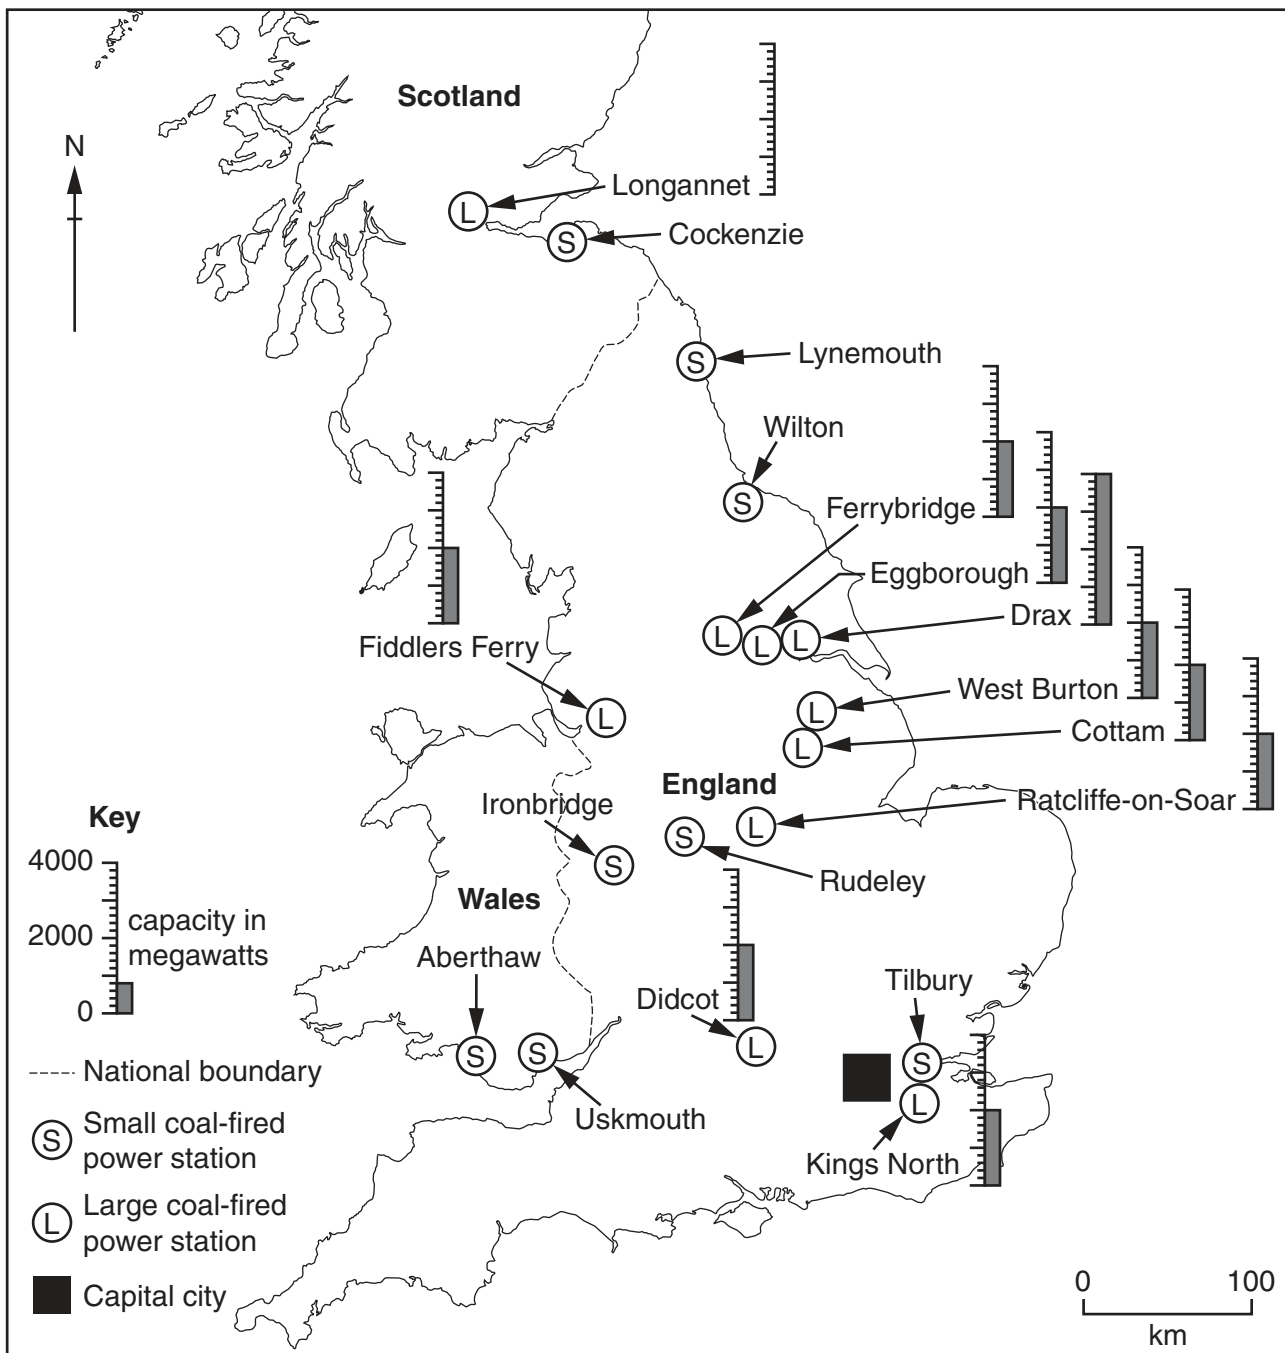 Scotland
N
Longannet
L
S
Cockenzie
S
Lynemouth
Wilton
S
Ferrybridge
Eggborough
Drax
L
L
L
Fiddlers Ferry
L
West Burton
L
Cottam
L
England
Ironbridge
S
Ratcliffe-on-Soar
L
S
Rudeley
Key
4000
2000
0
capacity in
megawatts
Wales
Aberthaw
S
S
Uskmouth
Didcot
L
Tilbury
S
L
Kings North
National boundary
S
Small coal-fired
power station
L
Large coal-fired
power station
Capital city
0
100
km